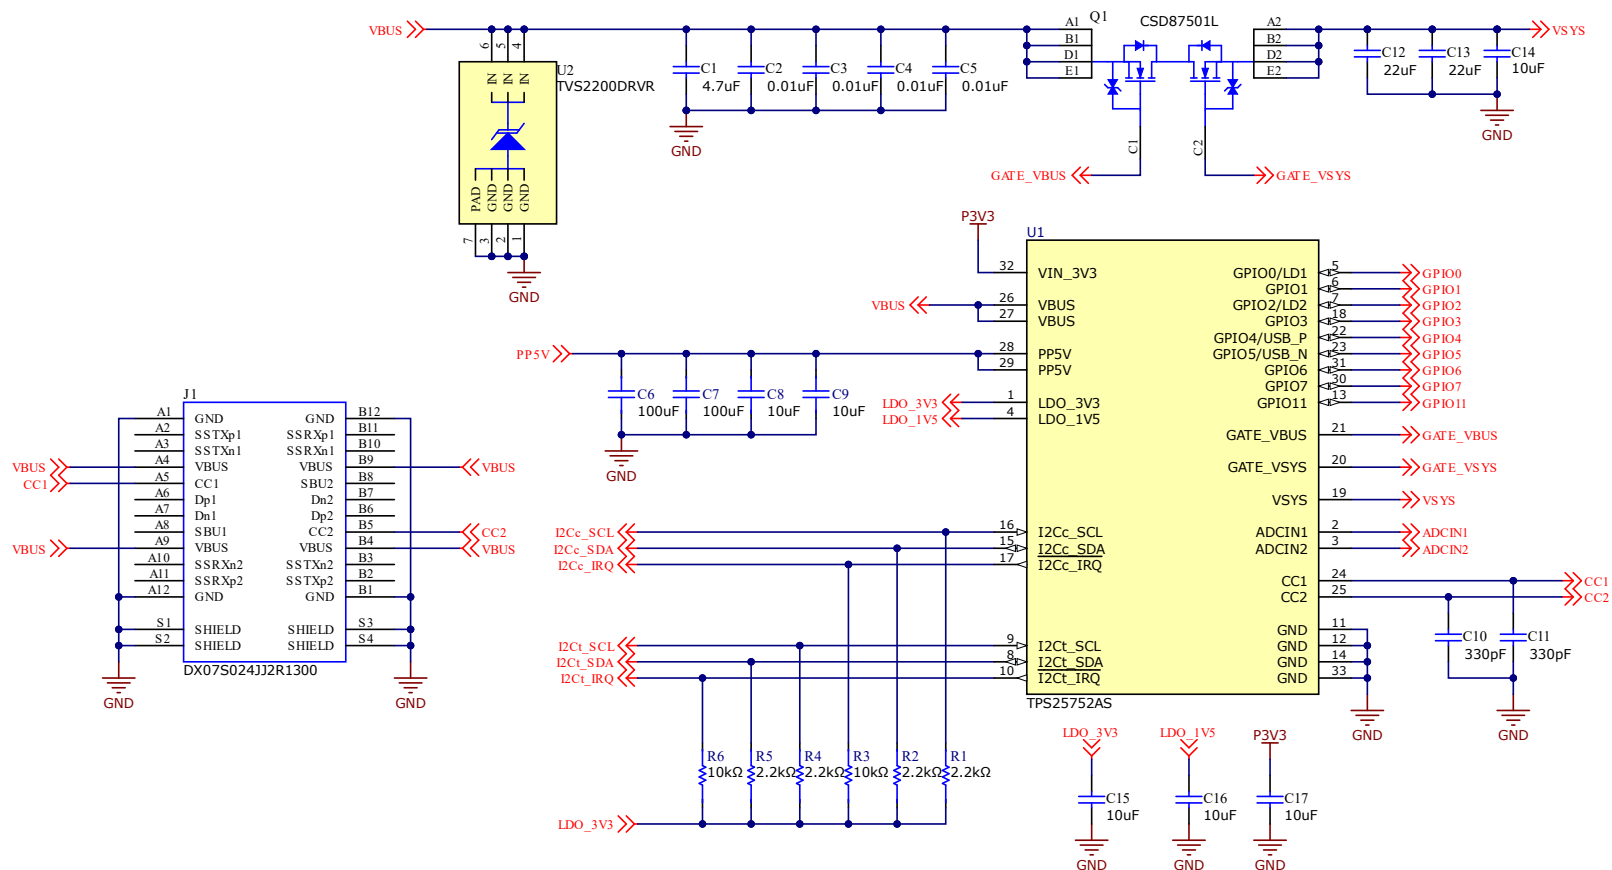 VBUS
6
5
4
IN
IN
IN
U2
TVS2200DRVR
PAD
GND
GND
GND
7
3
2
1
GND
C1
4.7uF
C2
0.01uF
C3
0.01uF
C4
0.01uF
C5
0.01uF
GND
A1
B1
D1
E1
Q1
CSD87501L
A2
B2
D2
E2
C1
C2
GATE_VBUS
GATE_VSYS
C12
22uF
C13
22uF
C14
10uF
VSYS
GND
P3V3
U1
32 VIN_3V3
VBUS
26 VBUS
27 VBUS
PP5V
28 PP5V
29 PP5V
C6
100uF
C7
100uF
C8
10uF
C9
10uF
GND
LDO_3V3 1 LDO_3V3
LDO_1V5 4 LDO_1V5
I2Cc_SCL 16 I2Cc_SCL
I2Cc_SDA 15 I2Cc_SDA
I2Cc_IRQ 17 I2Cc_IRQ
I2Ct_SCL 9 I2Ct_SCL
I2Ct_SDA 8 I2Ct_SDA
I2Ct_IRQ 10 I2Ct_IRQ
TPS25752AS
GPIO0/LD1 5 GPIO0
GPIO1 6 GPIO1
GPIO2/LD2 7 GPIO2
GPIO3 18 GPIO3
GPIO4/USB_P 22 GPIO4
GPIO5/USB_N 23 GPIO5
GPIO6 31 GPIO6
GPIO7 30 GPIO7
GPIO11 13 GPIO11
GATE_VBUS 21 GATE_VBUS
GATE_VSYS 20 GATE_VSYS
VSYS 19 VSYS
ADCIN1 2 ADCIN1
ADCIN2 3 ADCIN2
CC1 24 CC1
CC2 25 CC2
GND 11
GND 12
GND 14
GND 33
GND
C10
330pF
C11
330pF
GND
J1
A1 GND GND B12
A2 SSTXp1 SSRXp1 B11
A3 SSTXn1 SSRXn1 B10
VBUS A4 VBUS VBUS B9 VBUS
CC1 A5 CC1 SBU2 B8
A6 Dp1 Dn2 B7
A7 Dn1 Dp2 B6
A8 SBU1 CC2 B5 CC2
VBUS A9 VBUS VBUS B4 VBUS
A10 SSRXn2 SSTXn2 B3
A11 SSRXp2 SSTXp2 B2
A12 GND GND B1
S1 SHIELD SHIELD S3
S2 SHIELD SHIELD S4
DX07S024JJ2R1300
GND
GND
R6
10kΩ
R5
2.2kΩ
R4
2.2kΩ
R3
10kΩ
R2
2.2kΩ
R1
2.2kΩ
LDO_3V3
LDO_3V3
C15
10uF
GND
LDO_1V5
C16
10uF
GND
P3V3
C17
10uF
GND